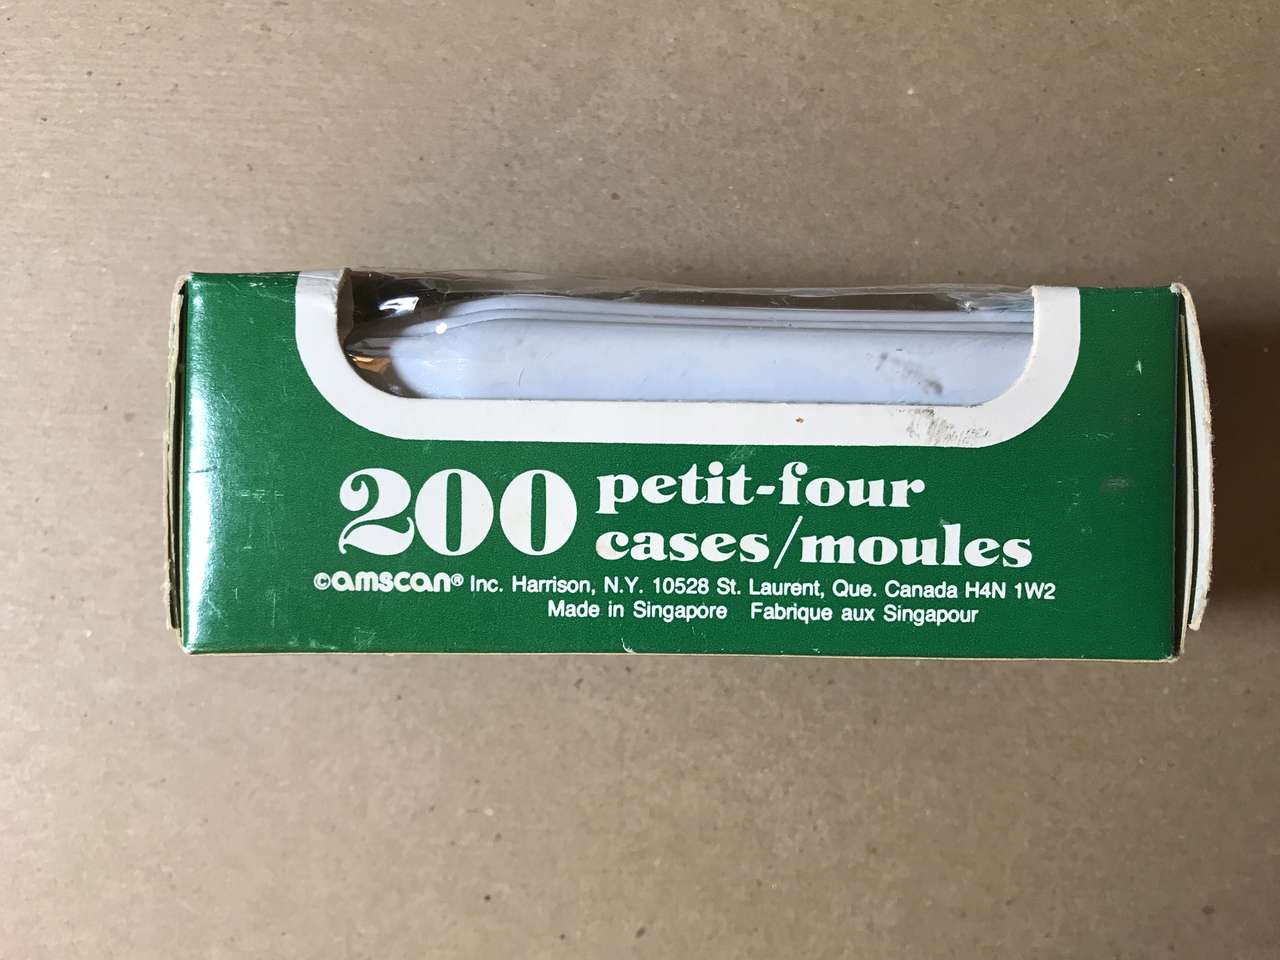 200 petit-four
cases/moules
©amscan® Inc. Harrison, N.Y. 10528 St. Laurent, Que. Canada H4N 1W2
Made in Singapore Fabrique aux Singapour